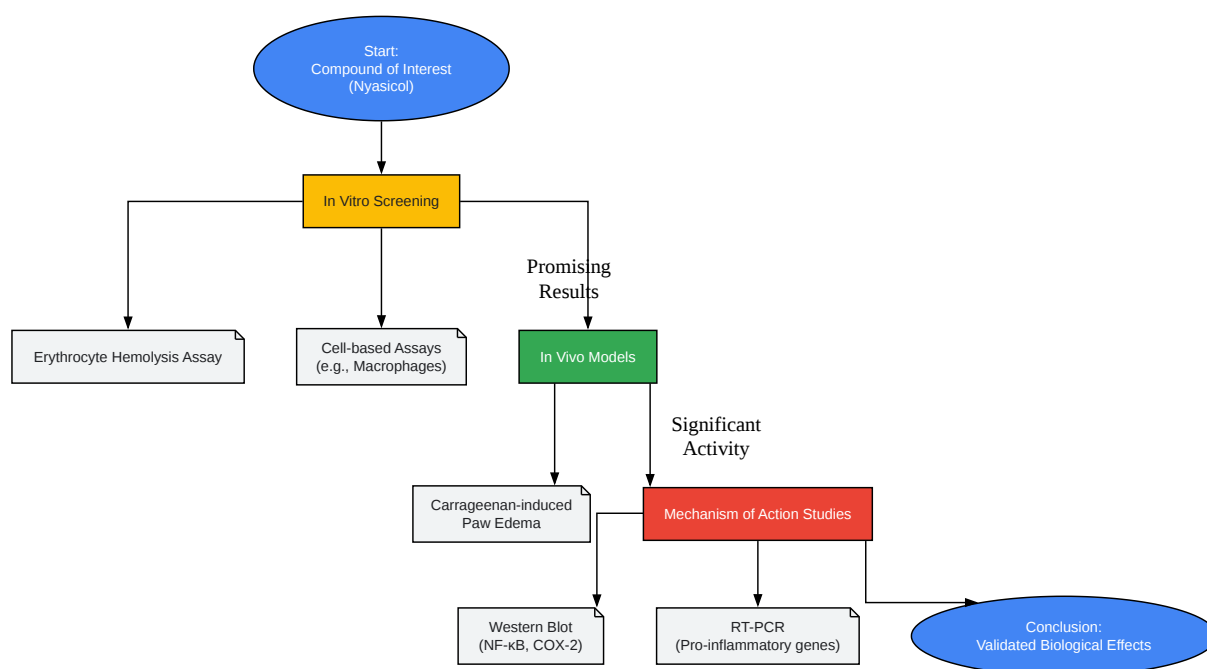 Start:
Compound of Interest
(Nyasicol)
In Vitro Screening
Promising
Results
Erythrocyte Hemolysis Assay
Cell-based Assays
(e.g., Macrophages)
In Vivo Models
Significant
Activity
Carrageenan-induced
Paw Edema
Mechanism of Action Studies
Western Blot
(NF-κB, COX-2)
RT-PCR
(Pro-inflammatory genes)
Conclusion:
Validated Biological Effects